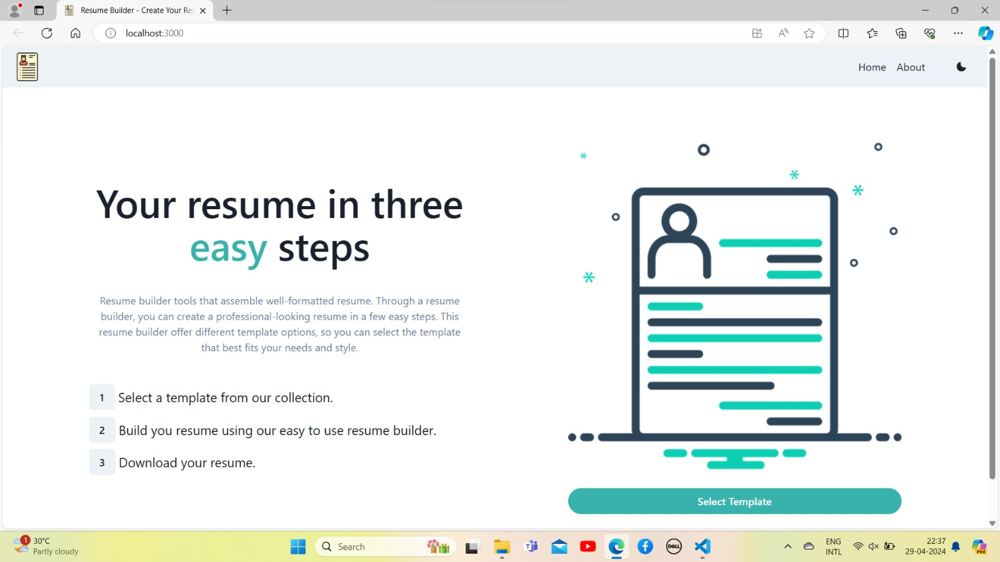 Resume Builder - Create Your Re
localhost:3000
Home About
Your resume in three
easy steps
Resume builder tools that assemble well-formatted resume. Through a resume
builder, you can create a professional-looking resume in a few easy steps. This
resume builder offer different template options, so you can select the template
that best fits your needs and style.
1 Select a template from our collection.
2 Build you resume using our easy to use resume builder.
3 Download your resume.
Select Template
1
30°C
Partly cloudy
Search
DELL
ENG
INTL
22:37
29-04-2024
PRE